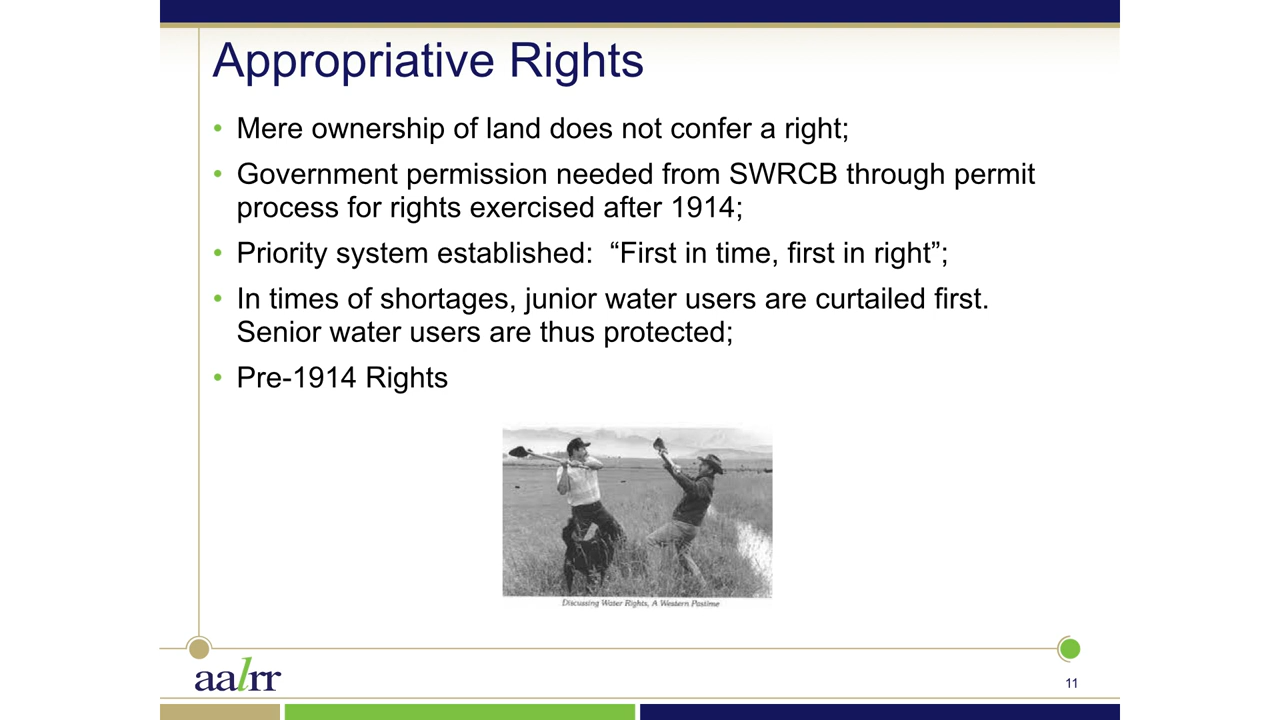 Appropriative Rights
• Mere ownership of land does not confer a right;
• Government permission needed from SWRCB through permit
process for rights exercised after 1914;
• Priority system established:  “First in time, first in right”;
• In times of shortages, junior water users are curtailed first.
Senior water users are thus protected;
• Pre-1914 Rights
Discussing Water Rights, A Western Pastime
aalrr
11